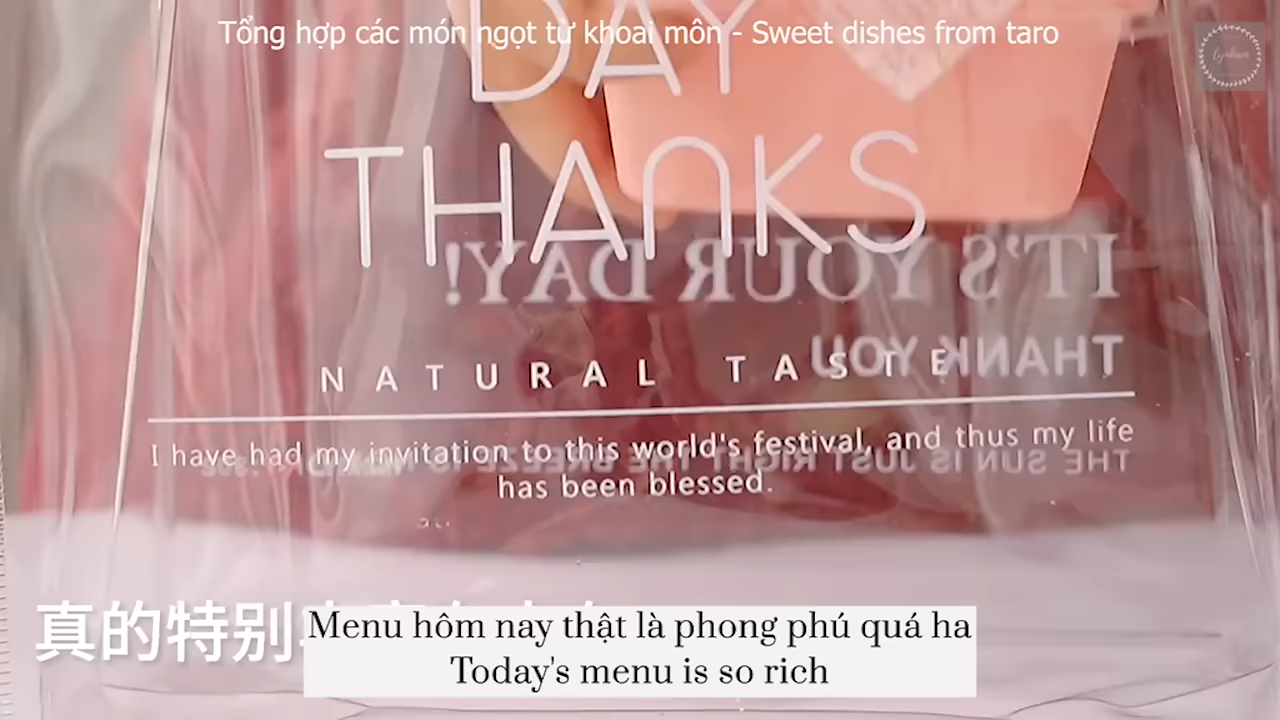 Tổng hợp các món ngọt từ khoai môn - Sweet dishes from taro
DAY
THANKS
IT'S YOUR DAY!
THANK YOU
NATURAL TASTE
I have had my invitation to this world's festival, and thus my life
THE SUN IS JUST RIGHT THE BREEZE IS
has been blessed.
真的特别
Menu hôm nay thật là phong phú quá ha
Today's menu is so rich